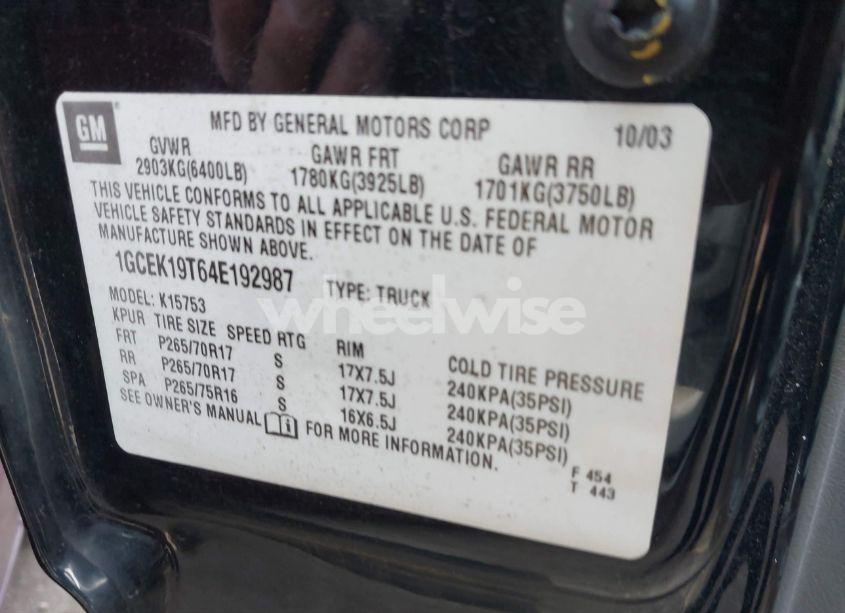 GM
MFD BY GENERAL MOTORS CORP 10/03
GVWR GAWR FRT GAWR RR
2903KG(6400LB) 1780KG(3925LB) 1701KG(3750LB)
THIS VEHICLE CONFORMS TO ALL APPLICABLE U.S. FEDERAL MOTOR
VEHICLE SAFETY STANDARDS IN EFFECT ON THE DATE OF
MANUFACTURE SHOWN ABOVE.
1GCEK19T64E192987 TYPE: TRUCK
wheelwise
MODEL: K15753
KPUR TIRE SIZE SPEED RTG RIM COLD TIRE PRESSURE
FRT P265/70R17 S 17X7.5J 240KPA(35PSI)
RR P265/70R17 S 17X7.5J 240KPA(35PSI)
SPA P265/75R16 S 16X6.5J 240KPA(35PSI)
SEE OWNER'S MANUAL FOR MORE INFORMATION.
F 454
T 443